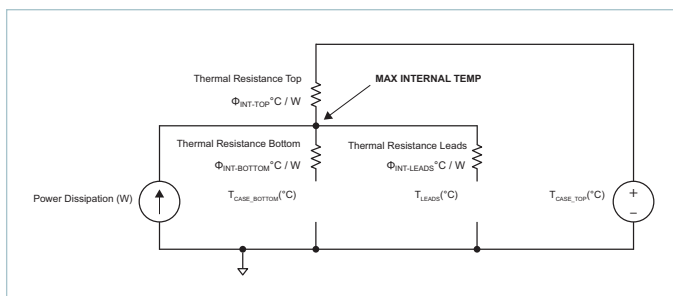 Thermal Resistance Top
MAX INTERNAL TEMP
ΦINT-TOP°C / W
Thermal Resistance Bottom
Thermal Resistance Leads
ΦINT-BOTTOM°C / W
ΦINT-LEADS°C / W
Power Dissipation (W)
TCASE_BOTTOM(°C)
TLEADS(°C)
TCASE_TOP(°C)
+
–